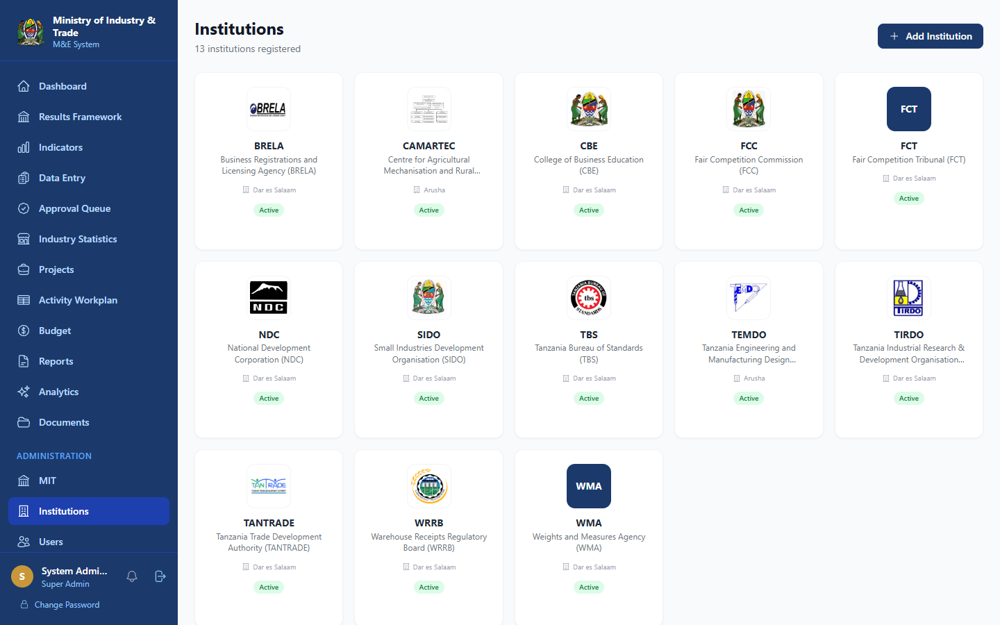 Ministry of Industry &
Trade
M&E System
Dashboard
Results Framework
Indicators
Data Entry
Approval Queue
Industry Statistics
Projects
Activity Workplan
Budget
Reports
Analytics
Documents
ADMINISTRATION
MIT
Institutions
Users
S
System Admi...
Super Admin
Change Password
Institutions
13 institutions registered
Add Institution
BRELA
BRELA
Business Registrations and
Licensing Agency (BRELA)
Dar es Salaam
Active
CAMARTEC
Centre for Agricultural
Mechanisation and Rural...
Arusha
Active
CBE
College of Business Education
(CBE)
Dar es Salaam
Active
FCC
Fair Competition Commission
(FCC)
Dar es Salaam
Active
FCT
FCT
Fair Competition Tribunal (FCT)
Dar es Salaam
Active
NDC
NDC
National Development
Corporation (NDC)
Dar es Salaam
Active
SIDO
Small Industries Development
Organisation (SIDO)
Dar es Salaam
Active
TANZANIA BUREAU OF
tbs
STANDARDS
TBS
Tanzania Bureau of Standards
(TBS)
Dar es Salaam
Active
TEMDO
TEMDO
Tanzania Engineering and
Manufacturing Design...
Arusha
Active
TIRDO
TIRDO
Tanzania Industrial Research &
Development Organisation...
Dar es Salaam
Active
TANTRADE
TANTRADE
Tanzania Trade Development
Authority (TANTRADE)
Dar es Salaam
Active
WRRB
Warehouse Receipts Regulatory
Board (WRRB)
Dar es Salaam
Active
WMA
WMA
Weights and Measures Agency
(WMA)
Dar es Salaam
Active